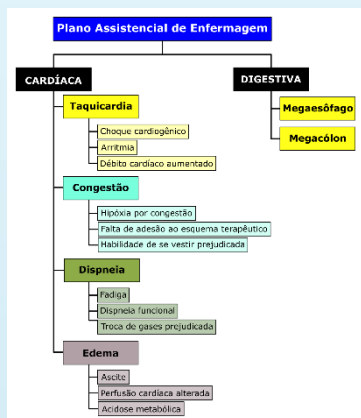 Plano Assistencial de Enfermagem
CARDÍACA
Taquicardia
Choque cardiogênico
Arritmia
Débito cardíaco aumentado
Congestão
Hipóxia por congestão
Falta de adesão ao esquema terapêutico
Habilidade de se vestir prejudicada
Dispneia
Fadiga
Dispneia funcional
Troca de gases prejudicada
Edema
Ascite
Perfusão cardíaca alterada
Acidose metabólica
DIGESTIVA
Megaesôfago
Megacólon